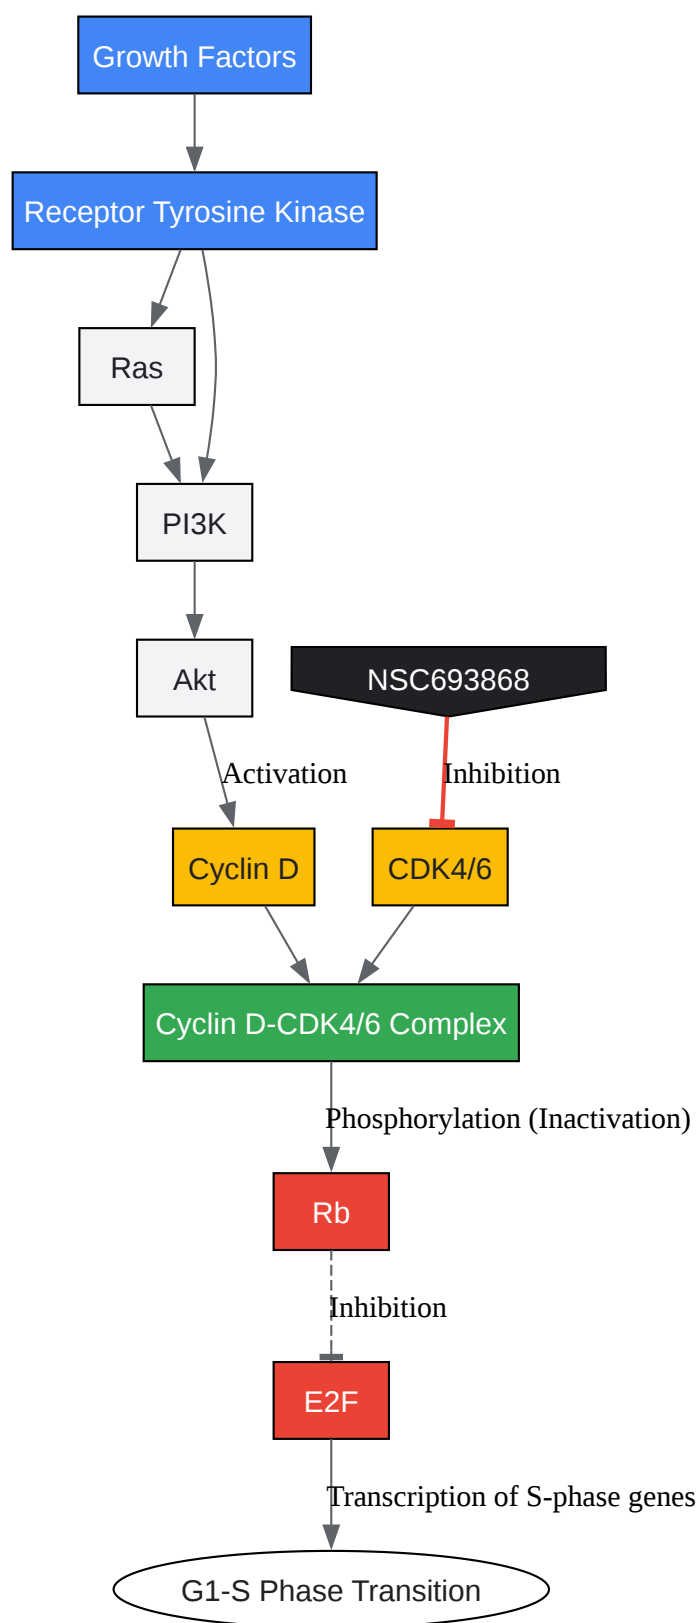 Growth Factors
Receptor Tyrosine Kinase
Ras
PI3K
Akt
NSC693868
Activation
Inhibition
Cyclin D
CDK4/6
Cyclin D-CDK4/6 Complex
Phosphorylation (Inactivation)
Rb
Inhibition
E2F
Transcription of S-phase genes
G1-S Phase Transition